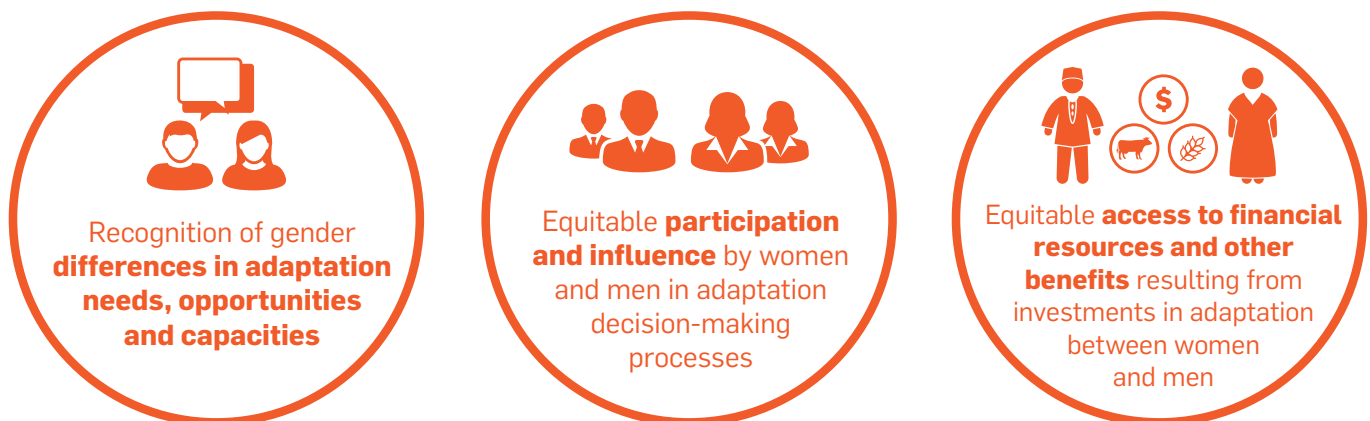 Recognition of gender
differences in adaptation
needs, opportunities
and capacities
Equitable participation
and influence by women
and men in adaptation
decision-making
processes
$
Equitable access to financial
resources and other
benefits resulting from
investments in adaptation
between women
and men